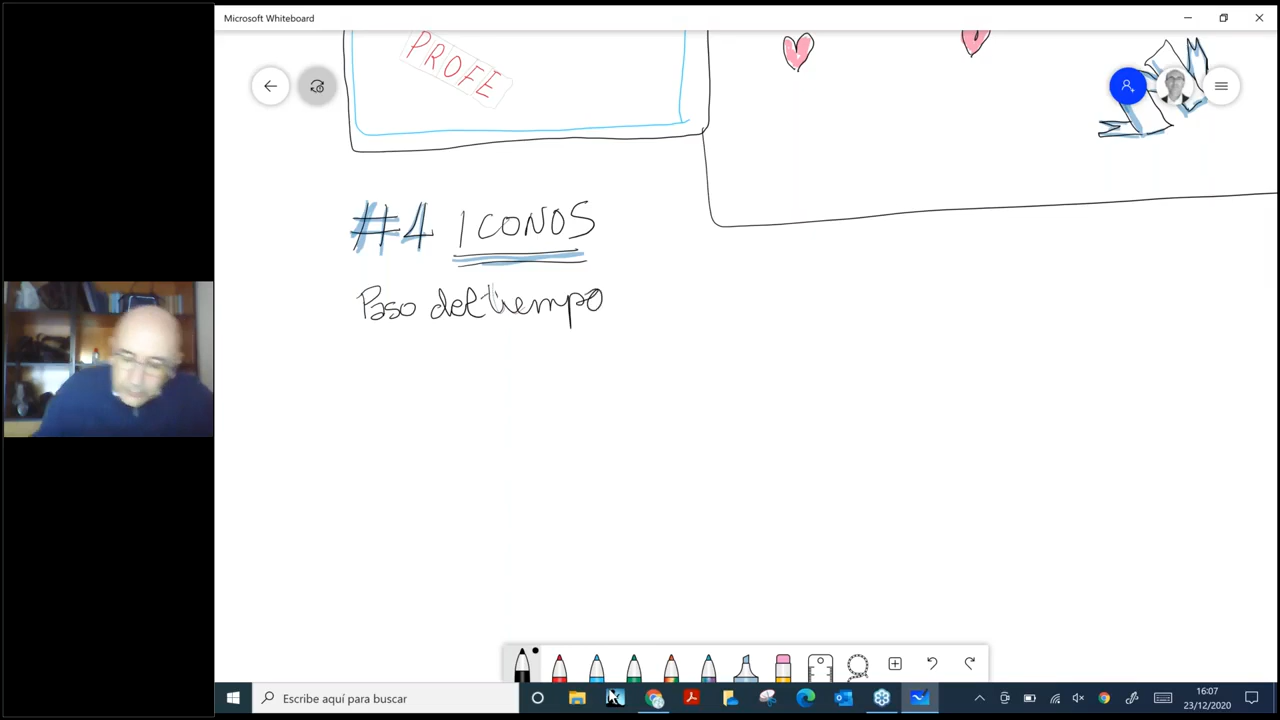 Microsoft Whiteboard
PROFE
#4 ICONOS
Paso del tiempo
Escribe aquí para buscar
16:07
23/12/2020